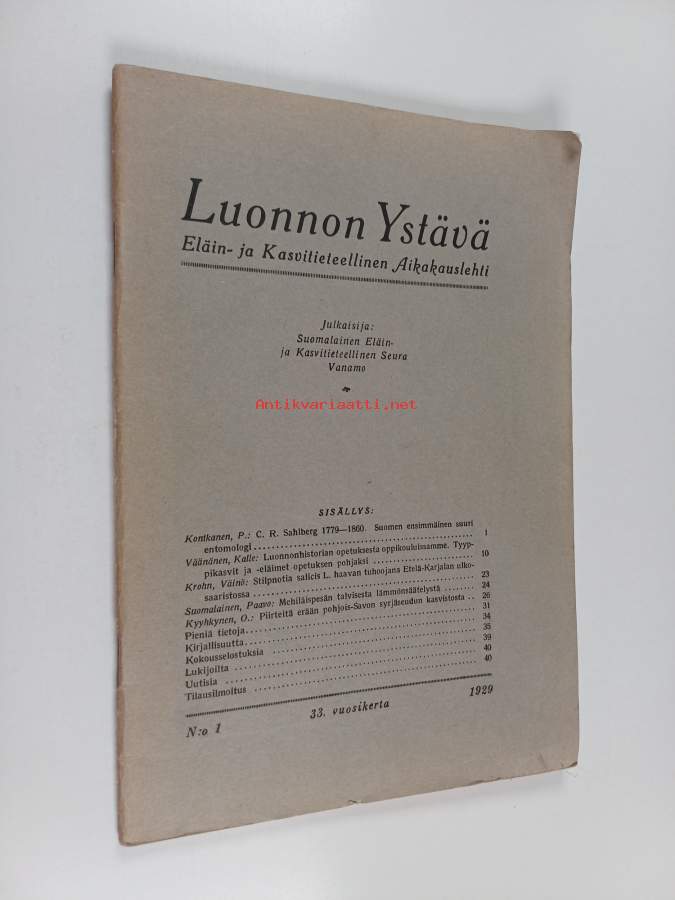 Luonnon Ystävä
Eläin- ja Kasvitieteellinen Aikakauslehti
Julkaisija:
Suomalainen Eläin-
ja Kasvitieteellinen Seura
Vanamo
Antikvariaatti.net
SISÄLLYS:
Kontkanen, P.: C. R. Sahlberg 1779—1860. Suomen ensimmäinen suuri
entomologi 1
Väänänen, Kalle: Luonnonhistorian opetuksesta oppikouluissamme. Tyyp-
pikasvit ja -eläimet opetuksen pohjaksi 10
Krohn, Väinö: Stilpnotia salicis L. haavan tuhoojana Etelä-Karjalan ulko-
saaristossa 23
Suomalainen, Paavo: Mehiläispesän talvisesta lämmönsäätelystä 24
Kyyhkynen, O.: Piirteitä erään pohjois-Savon syrjäseudun kasvistosta 26
Pieniä tietoja 31
Kirjallisuutta 34
Kokousselostuksia 35
Lukijoilta 39
Uutisia 40
Tilausilmoitus 40
N:o 1 33. vuosikerta 1929